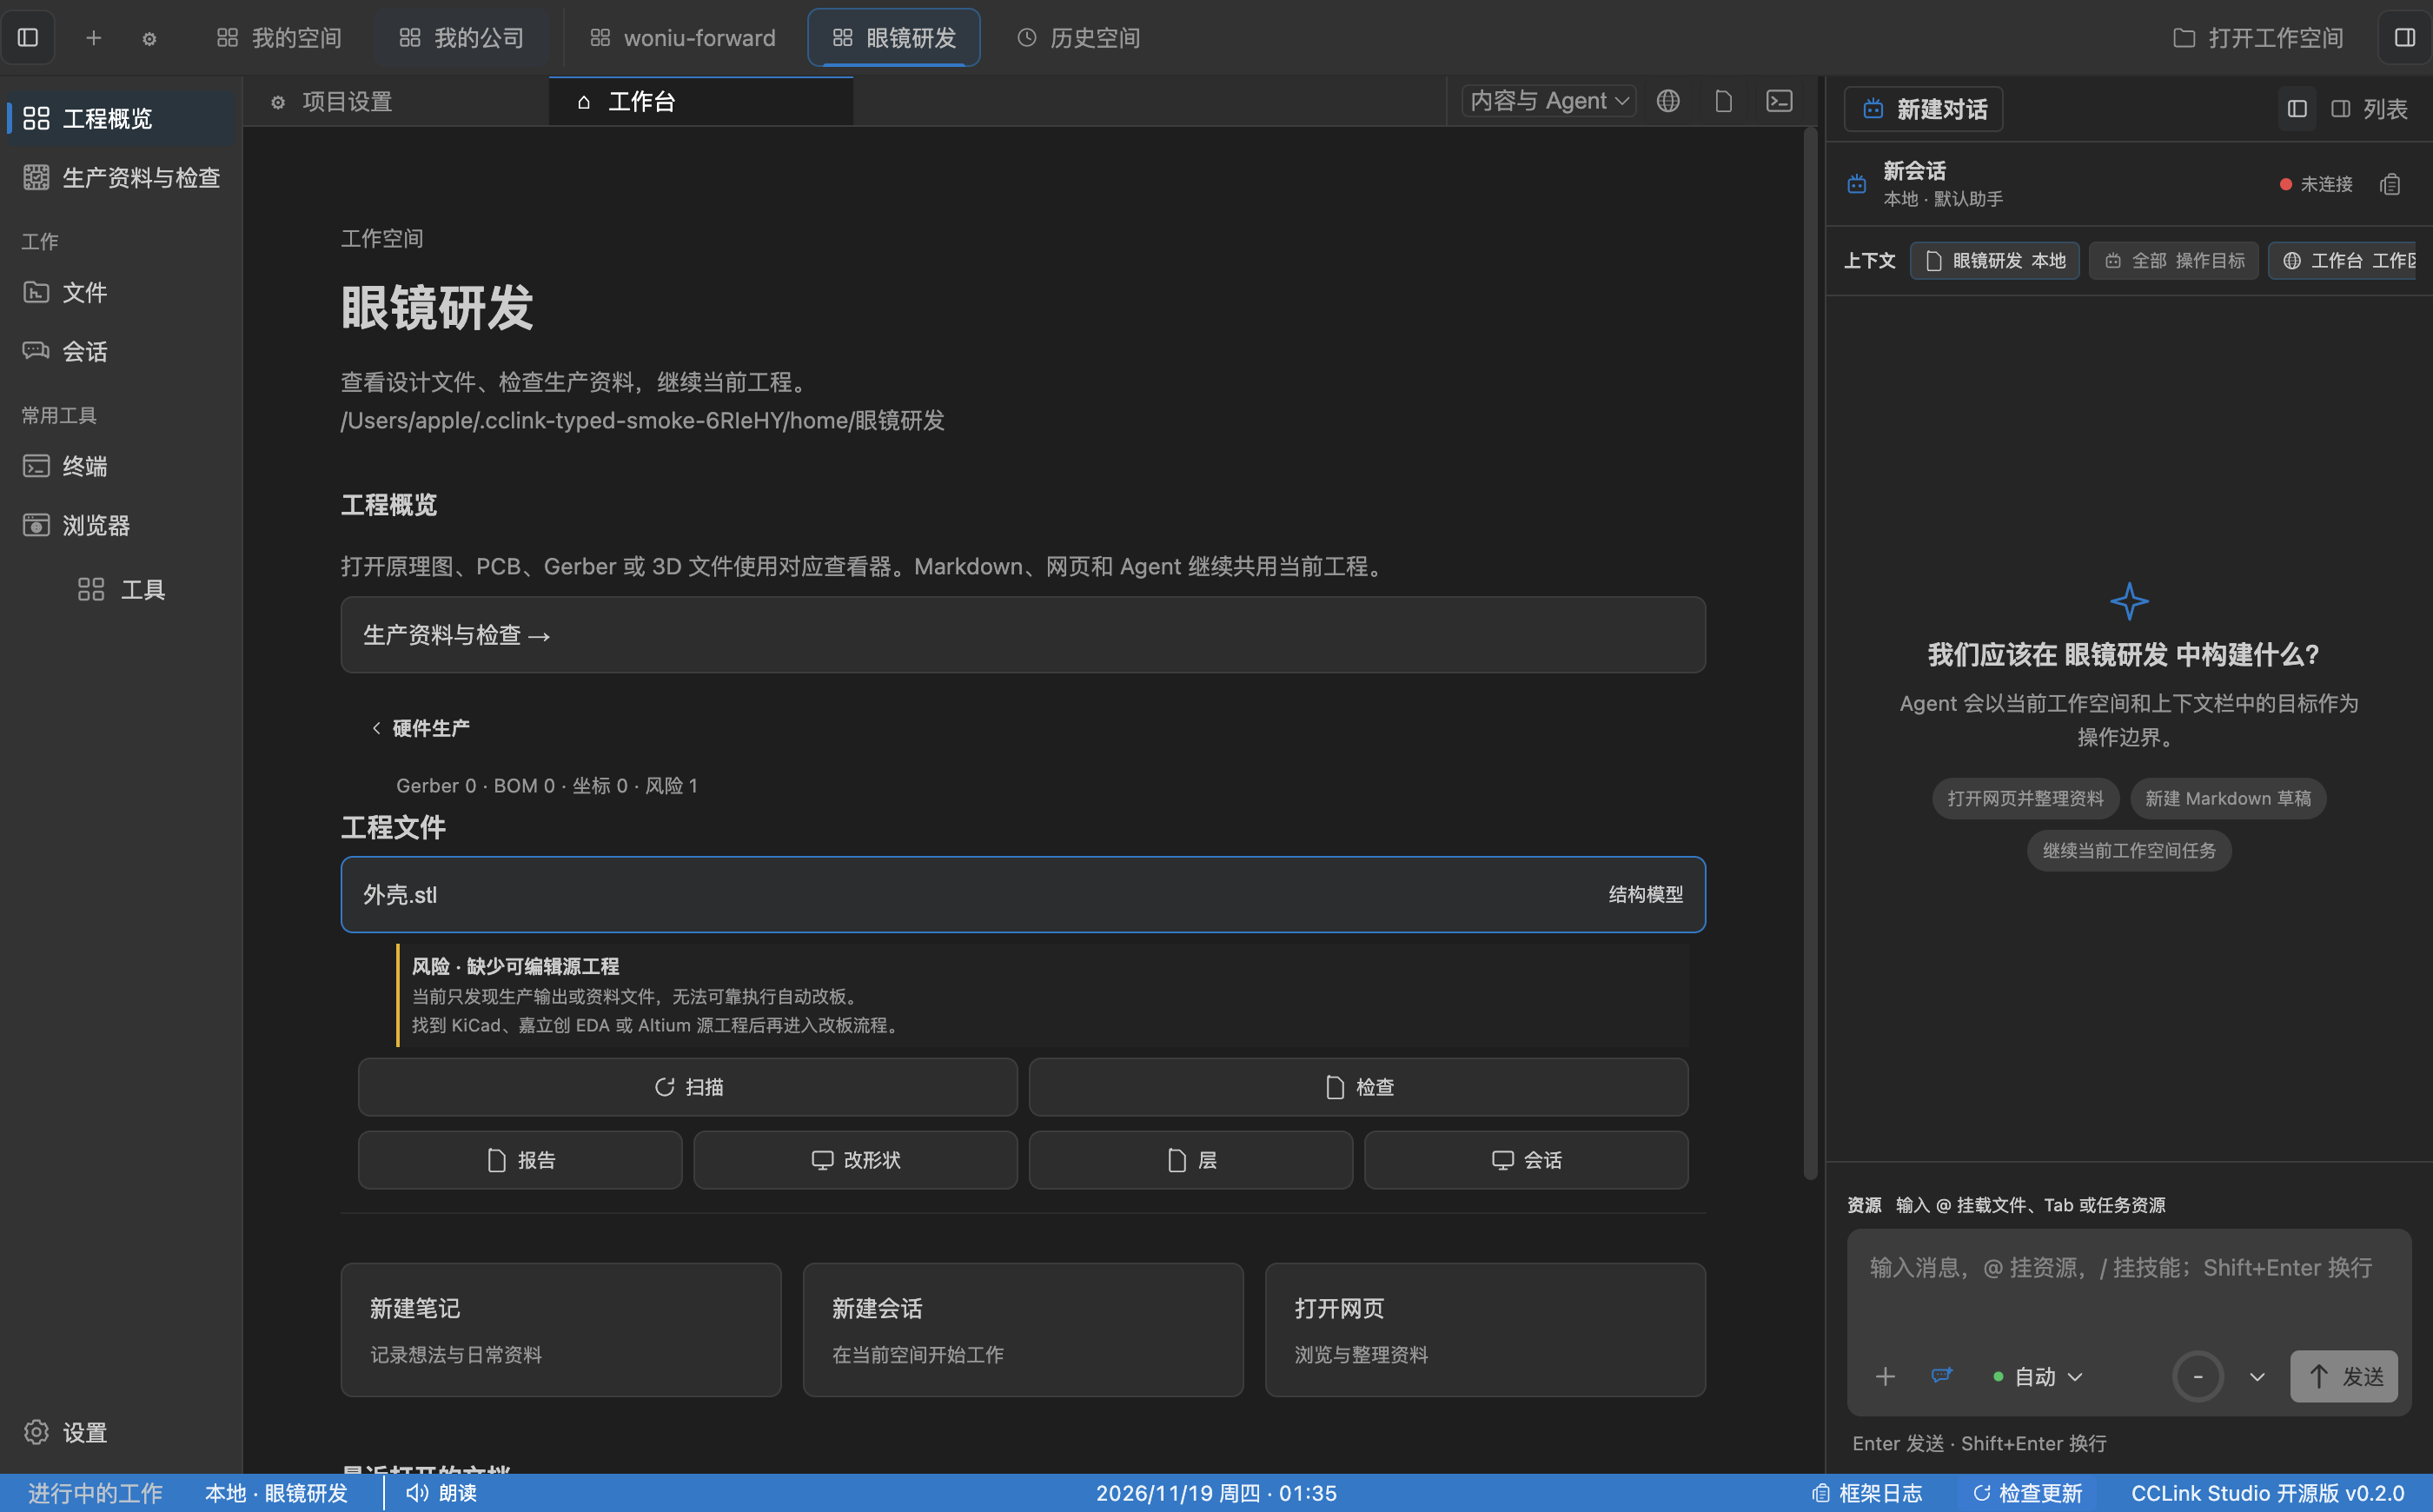 我的空间
我的公司
woniu-forward
眼镜研发
历史空间
打开工作空间
工程概览
生产资料与检查
工作
文件
会话
常用工具
终端
浏览器
工具
设置
项目设置
工作台
内容与 Agent
工作空间
眼镜研发
查看设计文件、检查生产资料，继续当前工程。
/Users/apple/.cclink-typed-smoke-6RIeHY/home/眼镜研发
工程概览
打开原理图、PCB、Gerber 或 3D 文件使用对应查看器。Markdown、网页和 Agent 继续共用当前工程。
生产资料与检查 →
硬件生产
Gerber 0 · BOM 0 · 坐标 0 · 风险 1
工程文件
外壳.stl
结构模型
风险 · 缺少可编辑源工程
当前只发现生产输出或资料文件，无法可靠执行自动改板。
找到 KiCad、嘉立创 EDA 或 Altium 源工程后再进入改板流程。
扫描
检查
报告
改形状
层
会话
新建笔记
记录想法与日常资料
新建会话
在当前空间开始工作
打开网页
浏览与整理资料
最近打开的文档
新建对话
列表
新会话
本地 · 默认助手
未连接
上下文
眼镜研发 本地
全部 操作目标
工作台 工作区
我们应该在 眼镜研发 中构建什么？
Agent 会以当前工作空间和上下文栏中的目标作为
操作边界。
打开网页并整理资料
新建 Markdown 草稿
继续当前工作空间任务
资源 输入 @ 挂载文件、Tab 或任务资源
输入消息，@ 挂资源，/ 挂技能；Shift+Enter 换行
自动
-
发送
Enter 发送 · Shift+Enter 换行
进行中的工作
本地 · 眼镜研发
朗读
2026/11/19 周四 · 01:35
框架日志
检查更新
CCLink Studio 开源版 v0.2.0